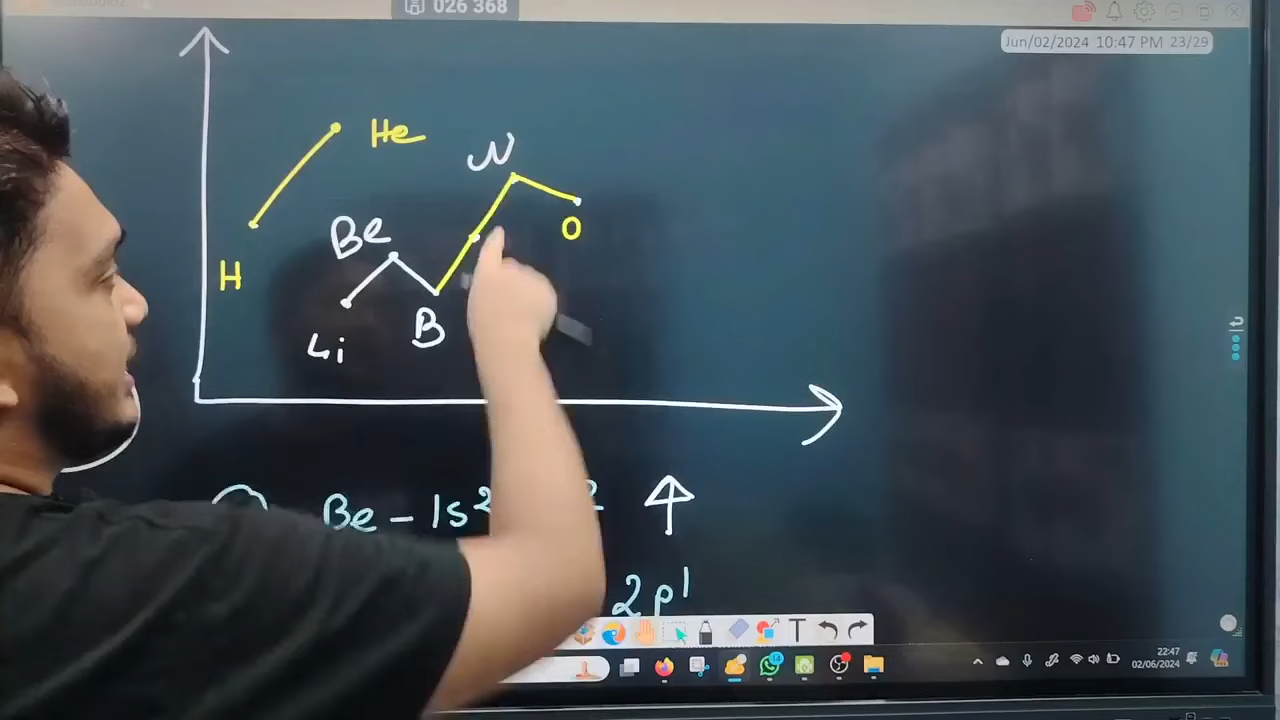 026 368
Jun/02/2024 10:47 PM 23/29
He
N
Be
O
H
B
Li
Be - 1s²
2p¹
T
22:47
02/06/2024